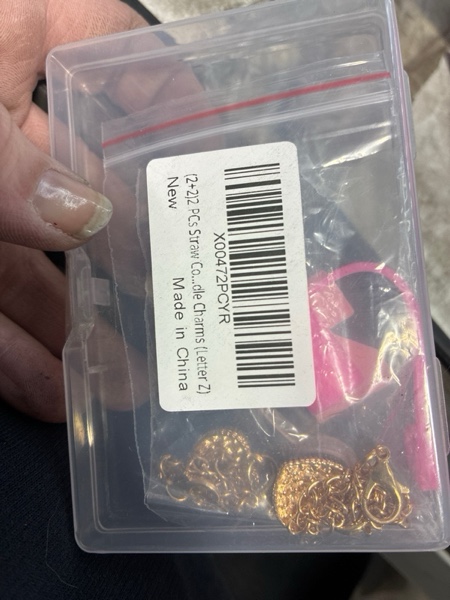 X00472PCYR
(2+2)2 PCs Straw Co...dle Charms (Letter Z)
New
Made in China